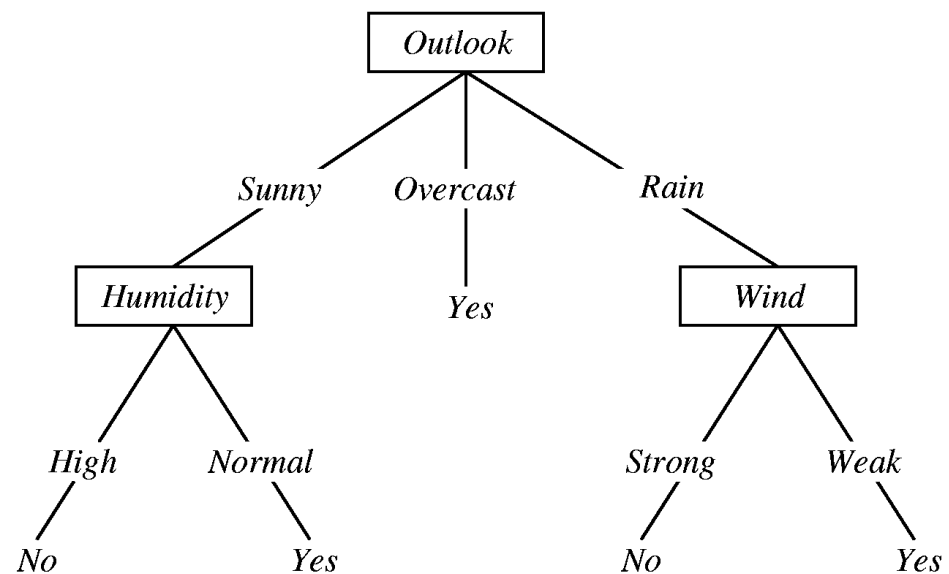 Outlook
Sunny Overcast Rain
Humidity Yes Wind
High Normal Strong Weak
No Yes No Yes